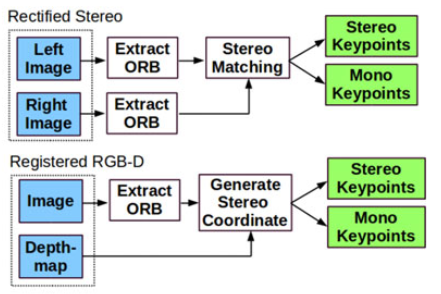 Rectified Stereo
Left
Image
Extract
ORB
Stereo
Matching
Stereo
Keypoints
Mono
Keypoints
Right
Image
Extract
ORB
Registered RGB-D
Image
Extract
ORB
Generate
Stereo
Coordinate
Stereo
Keypoints
Mono
Keypoints
Depth-
map